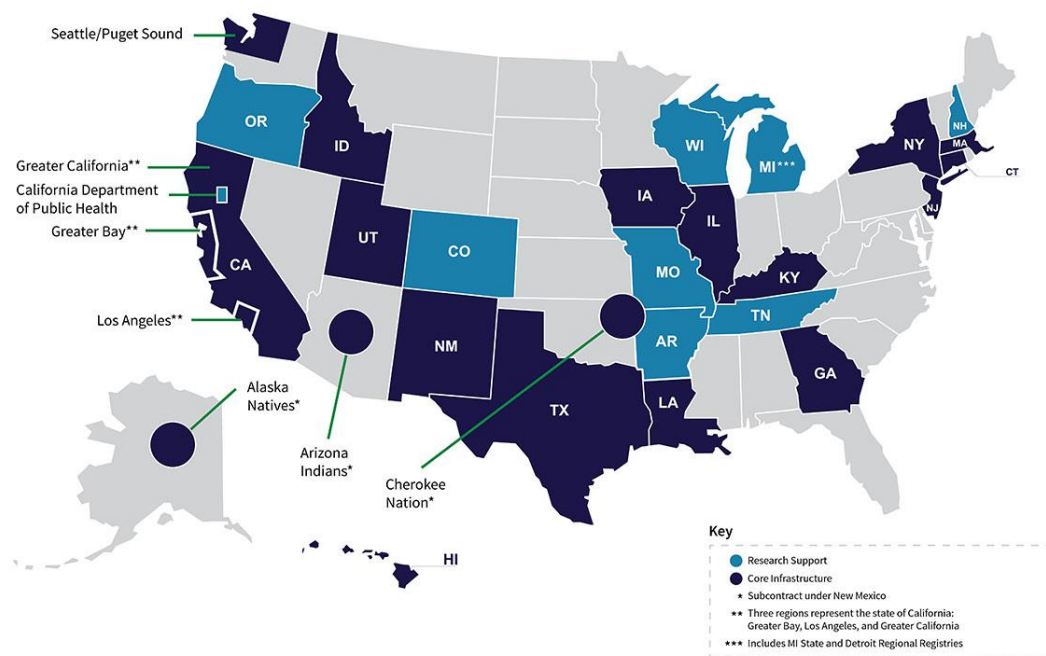 Seattle/Puget Sound
OR
ID
WI
MI***
NY
NH
MA
CT
NJ
Greater California**
California Department
of Public Health
Greater Bay**
CA
UT
CO
IA
IL
MO
KY
TN
Los Angeles**
NM
AR
GA
TX
LA
Alaska
Natives*
Arizona
Indians*
Cherokee
Nation*
HI
Key
Research Support
Core Infrastructure
* Subcontract under New Mexico
** Three regions represent the state of California:
Greater Bay, Los Angeles, and Greater California
*** Includes MI State and Detroit Regional Registries